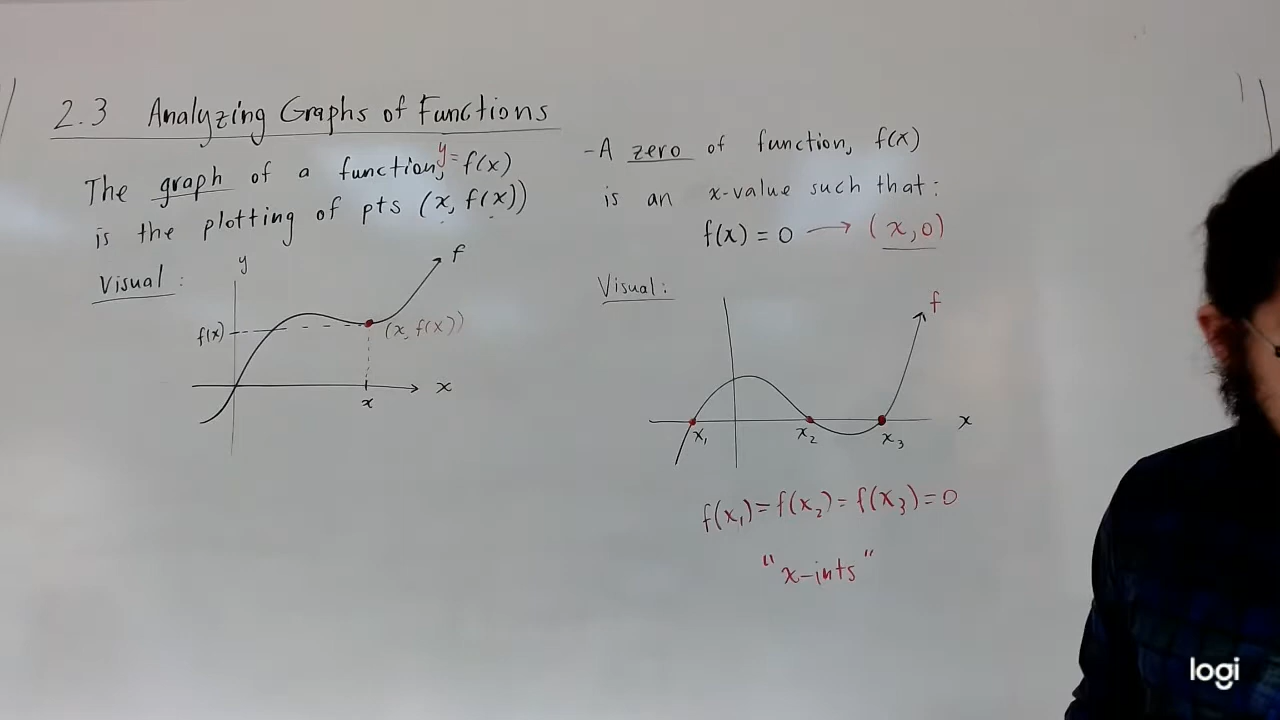 2.3 Analyzing Graphs of Functions
The graph of a function, y=f(x)
is the plotting of pts (x, f(x))
Visual:
y
f
f(x)
(x, f(x))
x
x
-A zero of function, f(x)
is an x-value such that:
f(x) = 0 → (x,0)
Visual:
f
x₁ x₂ x₃ x
f(x₁)=f(x₂)=f(x₃)=0
"x-ints"
logi